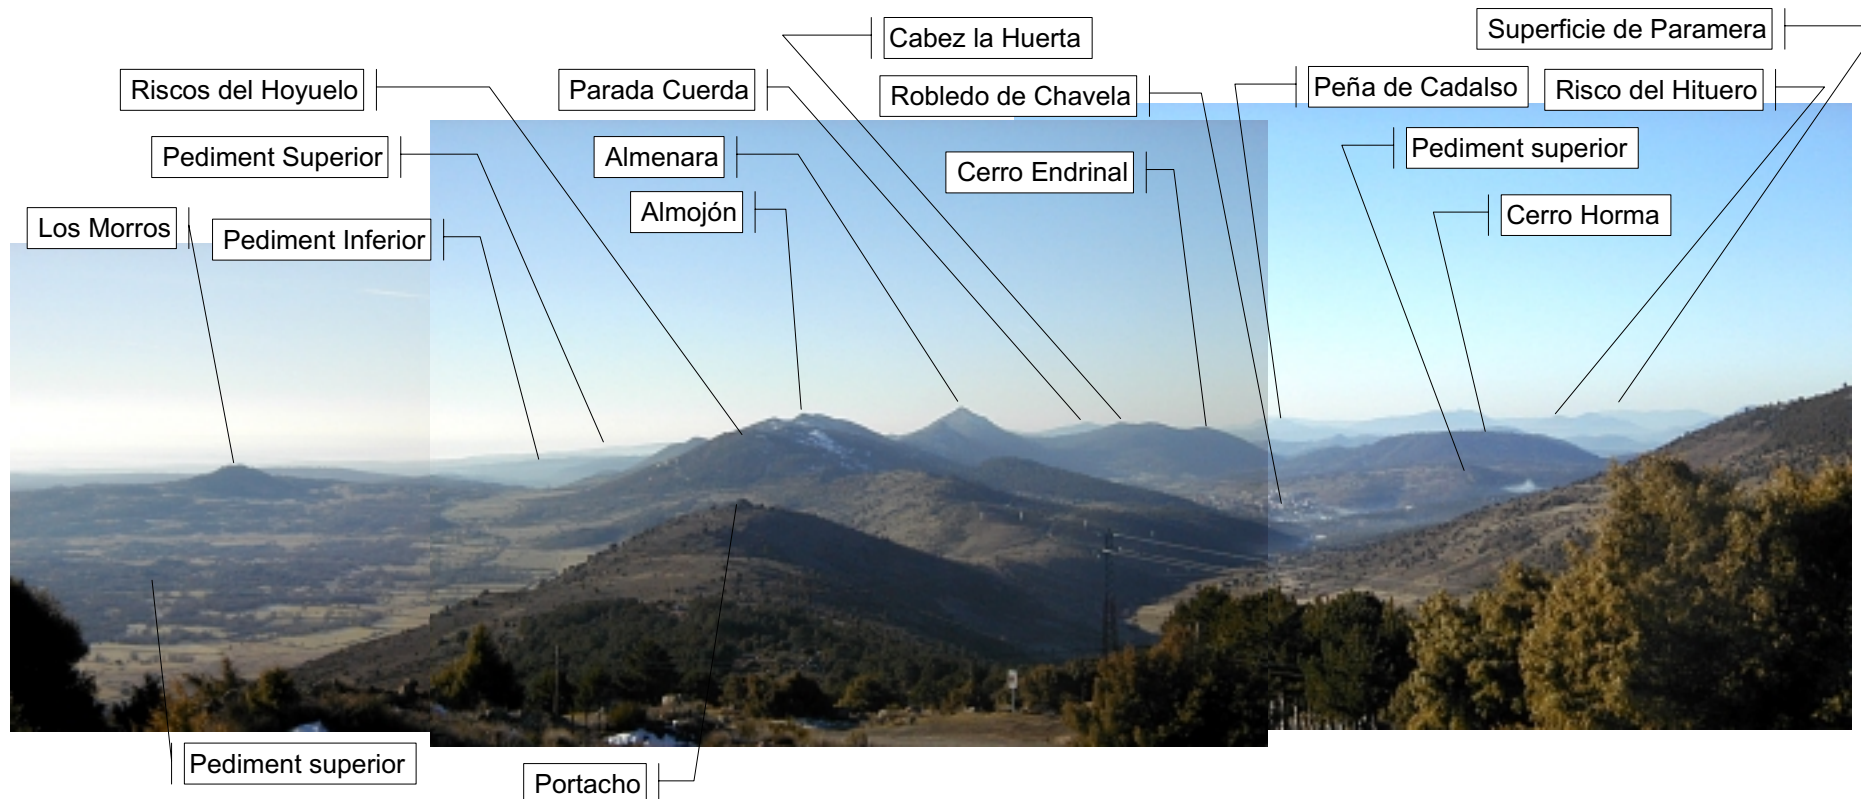 Superficie de Paramera
Cabez la Huerta
Riscos del Hoyuelo
Parada Cuerda
Robledo de Chavela
Peña de Cadalso
Risco del Hituero
Pediment Superior
Almenara
Cerro Endrinal
Pediment superior
Los Morros
Pediment Inferior
Almojón
Cerro Horma
Pediment superior
Portacho